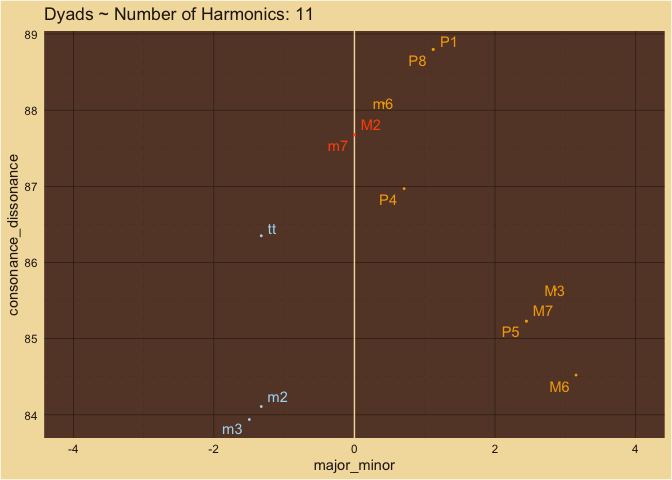 Dyads ~ Number of Harmonics: 11
consonance_dissonance
89
88
87
86
85
84
P1
P8
m6
M2
m7
P4
tt
M3
M7
P5
M6
m2
m3
-4
-2
0
2
4
major_minor